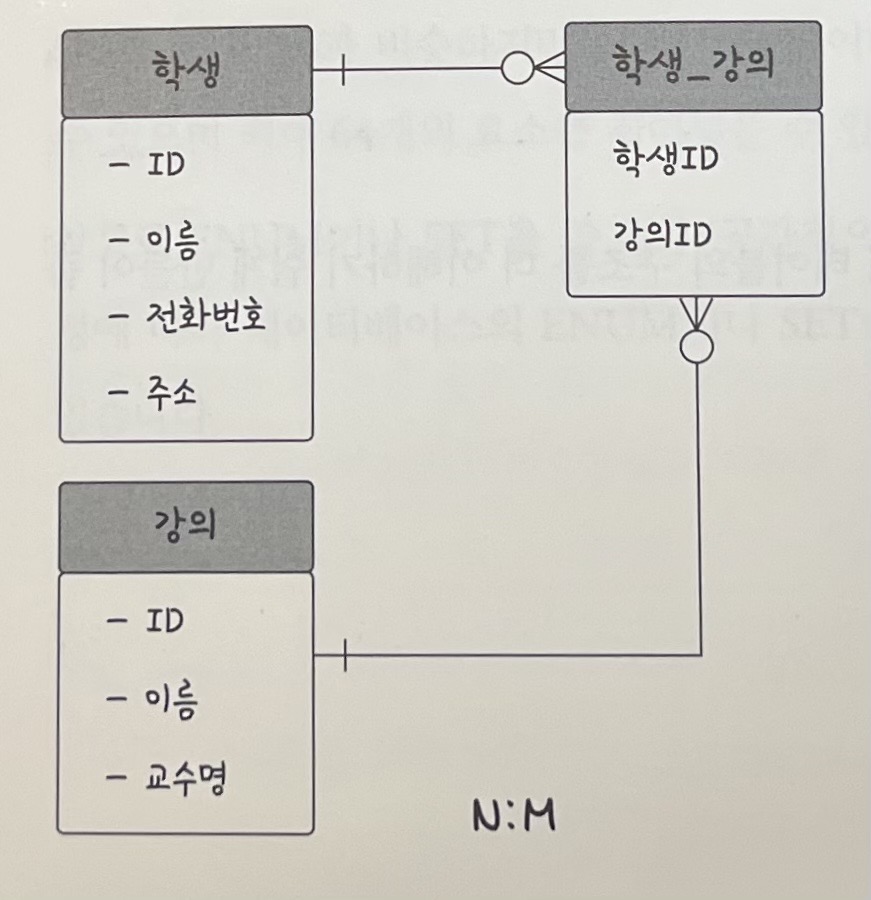 학생
- ID
- 이름
- 전화번호
- 주소
학생_강의
학생ID
강의ID
강의
- ID
- 이름
- 교수명
N:M